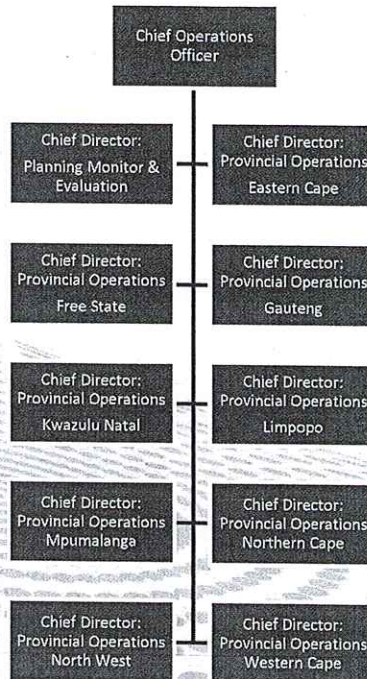 Chief Operations
Officer
Chief Director:
Planning Monitor &
Evaluation
Chief Director:
Provincial Operations
Eastern Cape
Chief Director:
Provincial Operations
Free State
Chief Director:
Provincial Operations
Gauteng
Chief Director:
Provincial Operations
Kwazulu Natal
Chief Director:
Provincial Operations
Limpopo
Chief Director:
Provincial Operations
Mpumalanga
Chief Director:
Provincial Operations
Northern Cape
Chief Director:
Provincial Operations
North West
Chief Director:
Provincial Operations
Western Cape